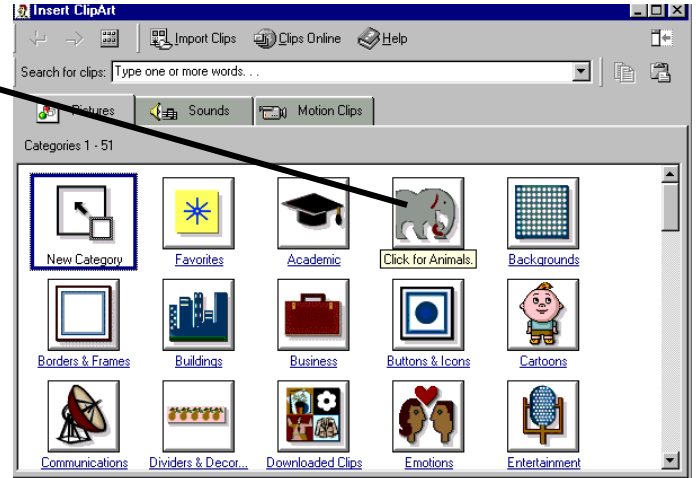 Insert ClipArt
Import Clips Clips Online Help
Search for clips: Type one or more words. . .
Pictures Sounds Motion Clips
Categories 1 - 51
New Category Favorites Academic Click for Animals. Backgrounds
Borders & Frames Buildings Business Buttons & Icons Cartoons
Communications Dividers & Decor... Downloaded Clips Emotions Entertainment